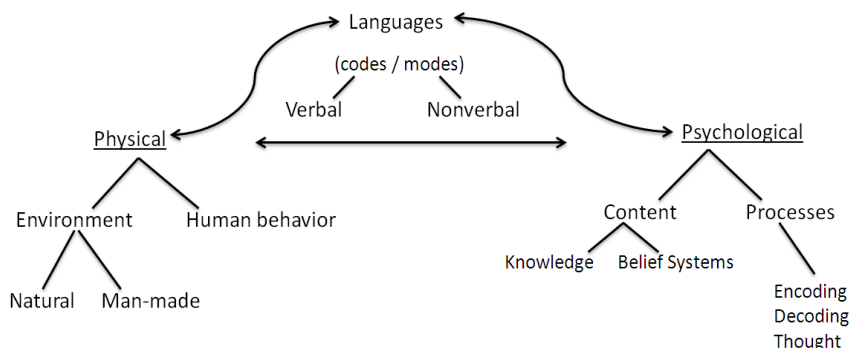 Languages
(codes / modes)
Verbal Nonverbal
Physical Psychological
Environment Human behavior Content Processes
Knowledge Belief Systems
Natural Man-made Encoding
Decoding
Thought